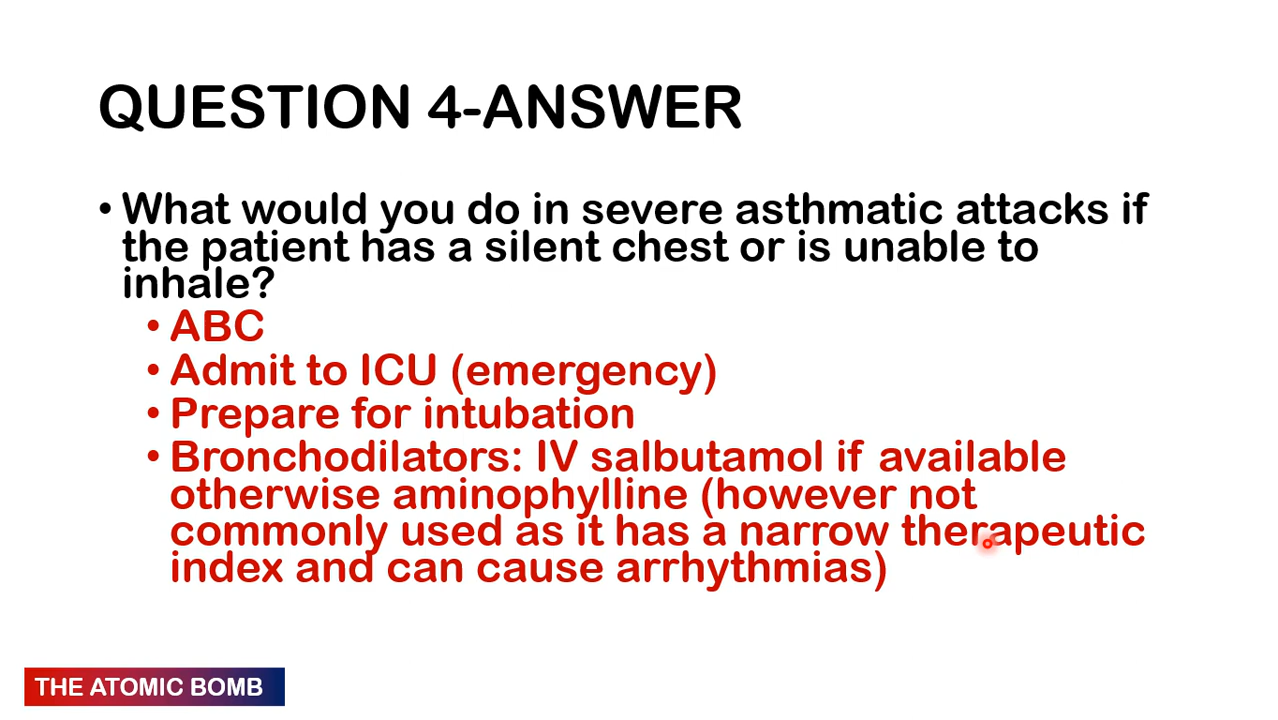 QUESTION 4-ANSWER
• What would you do in severe asthmatic attacks if
the patient has a silent chest or is unable to
inhale?
• ABC
• Admit to ICU (emergency)
• Prepare for intubation
• Bronchodilators: IV salbutamol if available
otherwise aminophylline (however not
commonly used as it has a narrow therapeutic
index and can cause arrhythmias)
THE ATOMIC BOMB